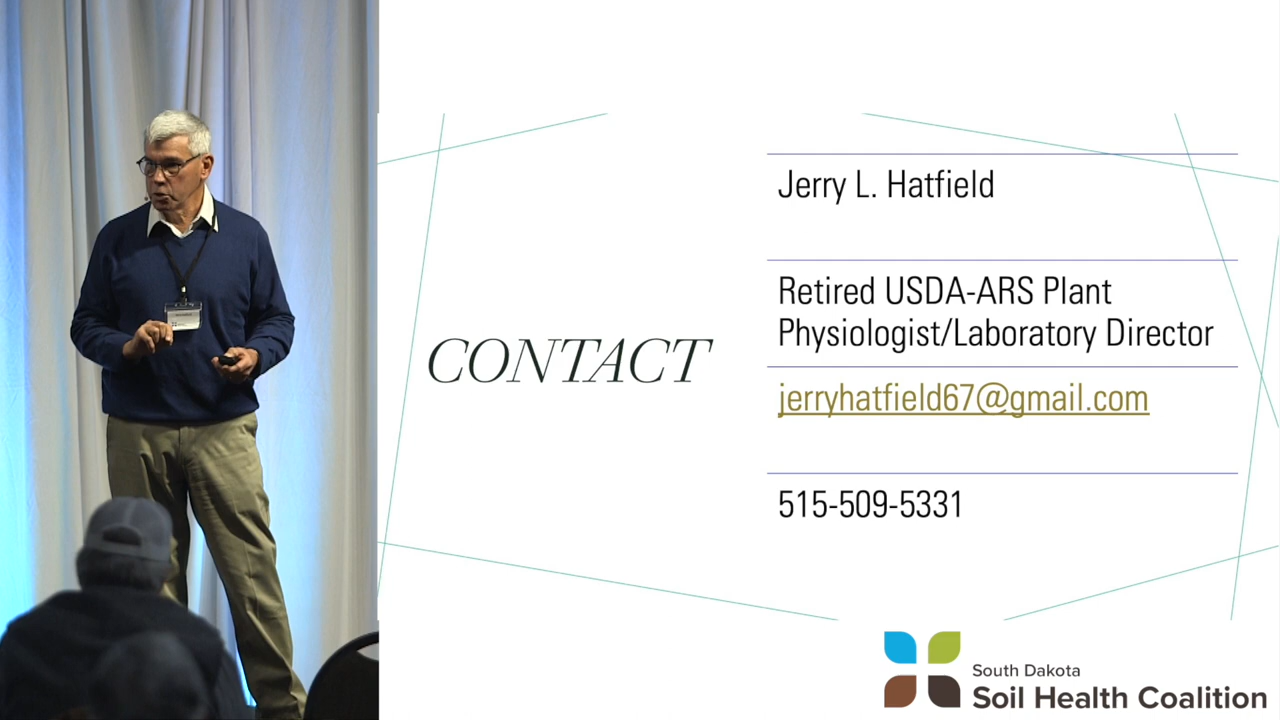 CONTACT
Jerry L. Hatfield
Retired USDA-ARS Plant
Physiologist/Laboratory Director
jerryhatfield67@gmail.com
515-509-5331
South Dakota
Soil Health Coalition